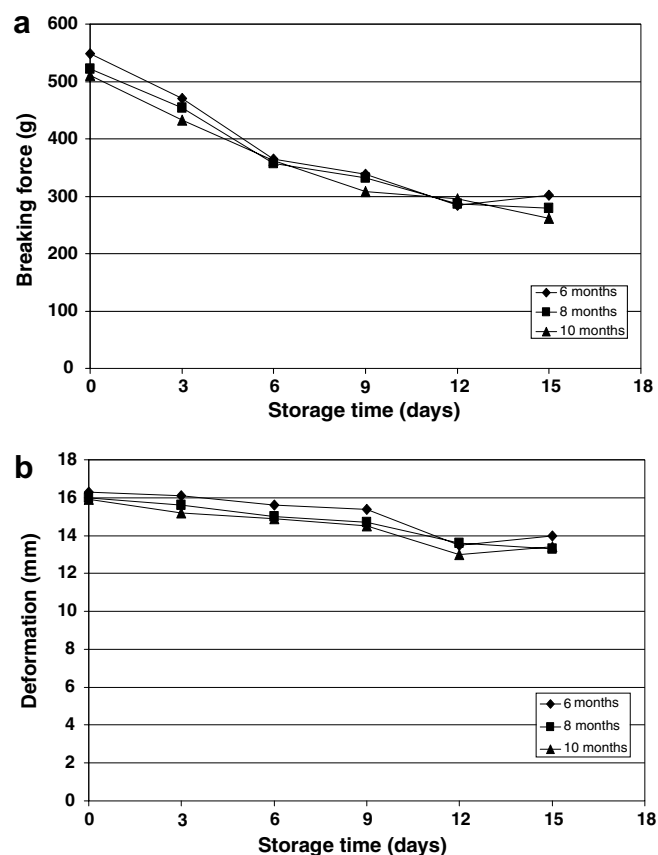 a
600
500
400
300
200
100
0
Breaking force (g)
6 months
8 months
10 months
0 3 6 9 12 15 18
Storage time (days)
b
18
16
14
12
10
8
6
4
2
0
Deformation (mm)
6 months
8 months
10 months
0 3 6 9 12 15 18
Storage time (days)